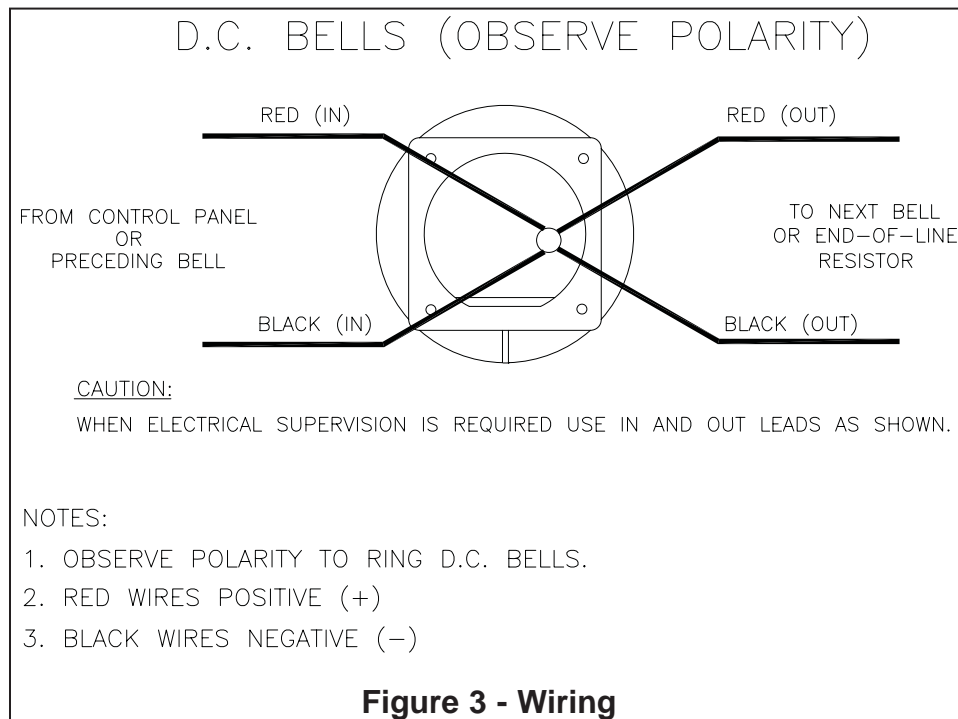 D.C. BELLS (OBSERVE POLARITY)
RED (IN)
RED (OUT)
FROM CONTROL PANEL
OR
PRECEDING BELL
TO NEXT BELL
OR END-OF-LINE
RESISTOR
BLACK (IN)
BLACK (OUT)
CAUTION:
WHEN ELECTRICAL SUPERVISION IS REQUIRED USE IN AND OUT LEADS AS SHOWN.
NOTES:
1. OBSERVE POLARITY TO RING D.C. BELLS.
2. RED WIRES POSITIVE (+)
3. BLACK WIRES NEGATIVE (−)
Figure 3 - Wiring